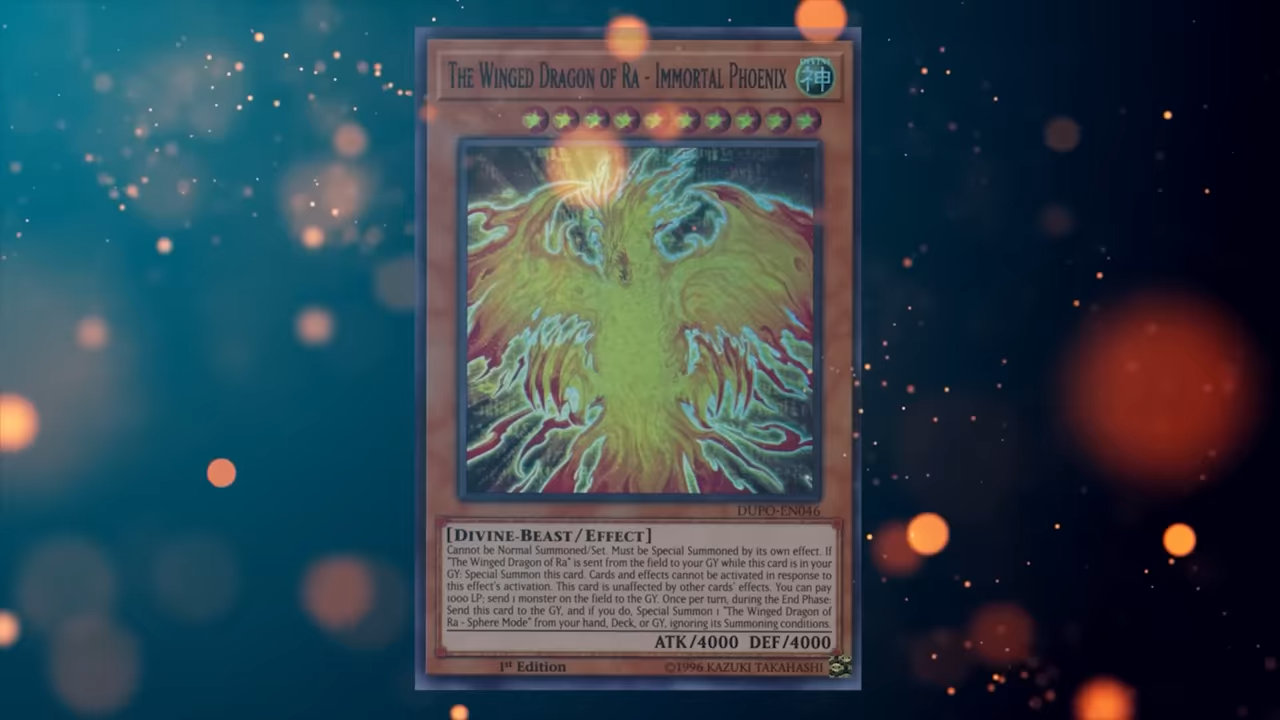 THE WINGED DRAGON OF RA - IMMORTAL PHOENIX
DIVINE
神
DUPO-EN046
[DIVINE-BEAST/EFFECT]
Cannot be Normal Summoned/Set. Must be Special Summoned by its own effect. If
"The Winged Dragon of Ra" is sent from the field to your GY while this card is in your
GY: Special Summon this card. Cards and effects cannot be activated in response to
this effect's activation. This card is unaffected by other cards' effects. You can pay
1000 LP; send 1 monster on the field to the GY. Once per turn, during the End Phase:
Send this card to the GY, and if you do, Special Summon 1 "The Winged Dragon of
Ra - Sphere Mode" from your hand, Deck, or GY, ignoring its Summoning conditions.
ATK/4000 DEF/4000
1st Edition
©1996 KAZUKI TAKAHASHI